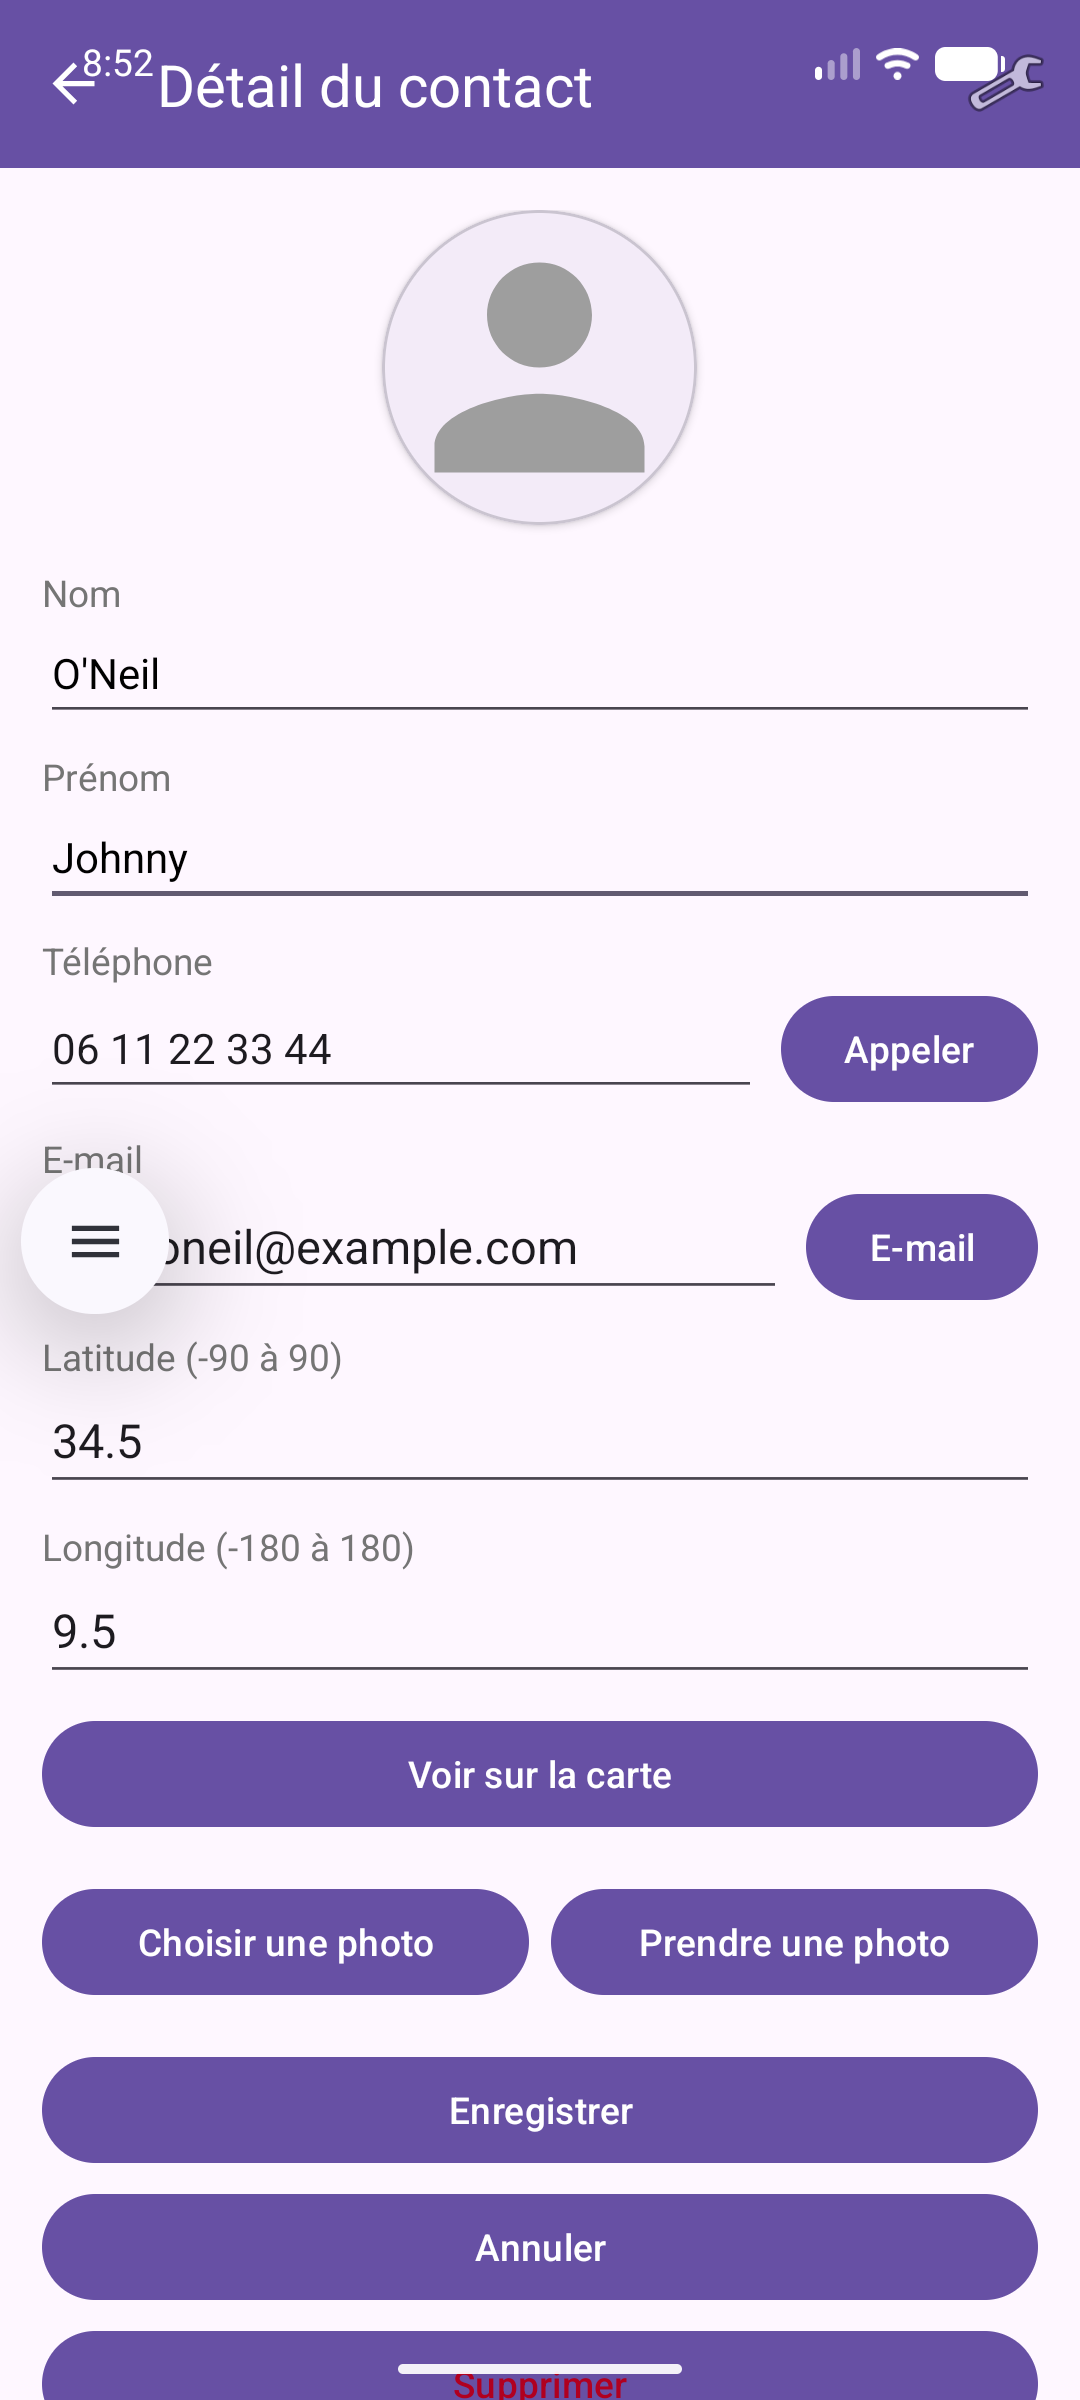 8:52
Détail du contact
Nom
O'Neil
Prénom
Johnny
Téléphone
06 11 22 33 44
Appeler
E-mail
oneil@example.com
E-mail
Latitude (-90 à 90)
34.5
Longitude (-180 à 180)
9.5
Voir sur la carte
Choisir une photo
Prendre une photo
Enregistrer
Annuler
Supprimer